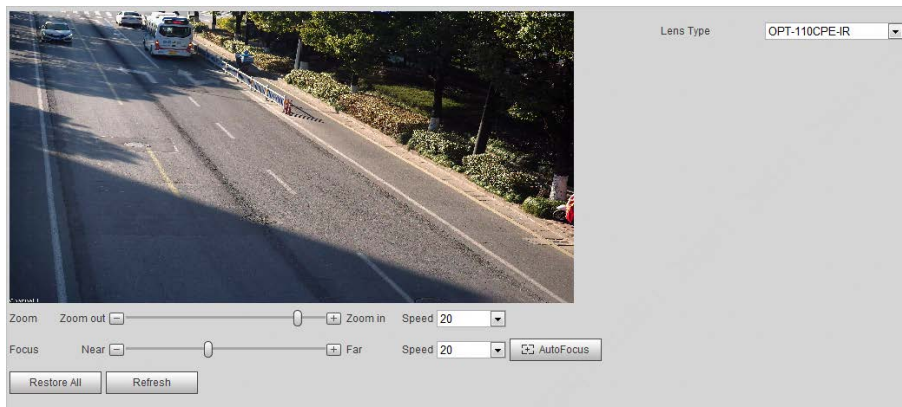 Lens Type OPT-110CPE-IR
Zoom Zoom out Zoom in Speed 20
Focus Near Far Speed 20 AutoFocus
Restore All Refresh